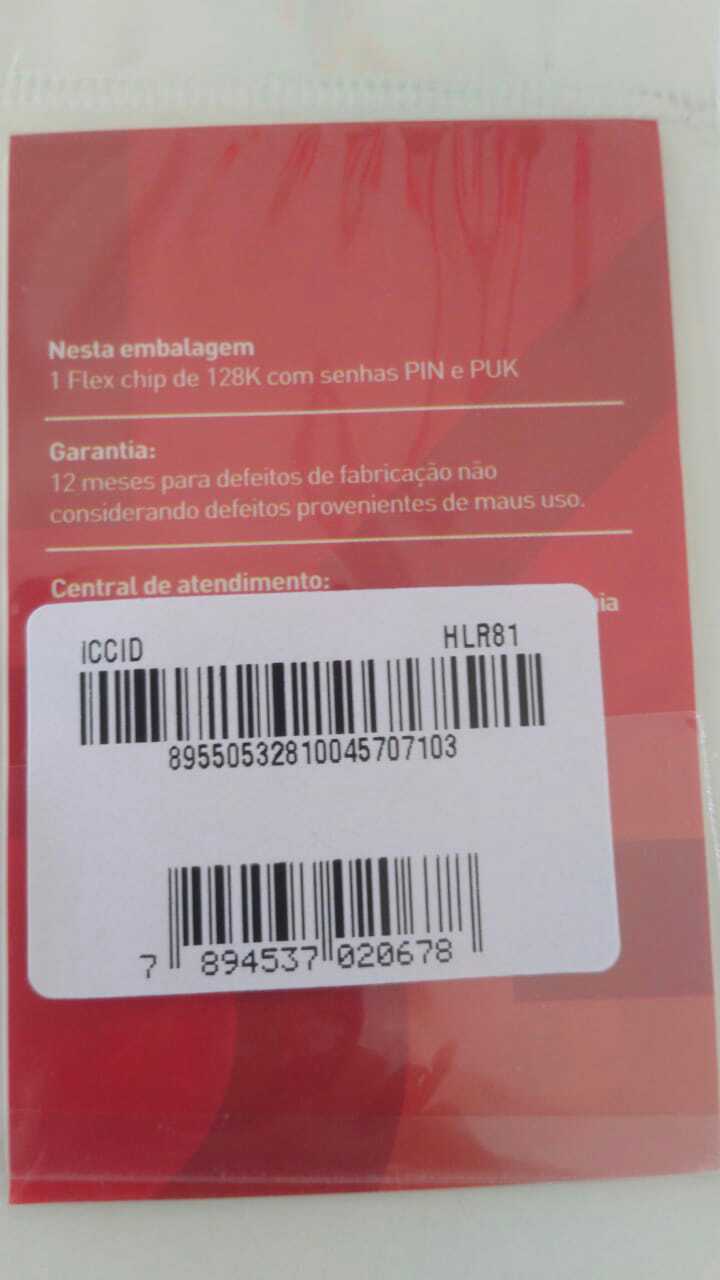 Nesta embalagem
1 Flex chip de 128K com senhas PIN e PUK
Garantia:
12 meses para defeitos de fabricação não
considerando defeitos provenientes de maus uso.
Central de atendimento:
ICCID HLR81
89550532810045707103
7 894537 020678